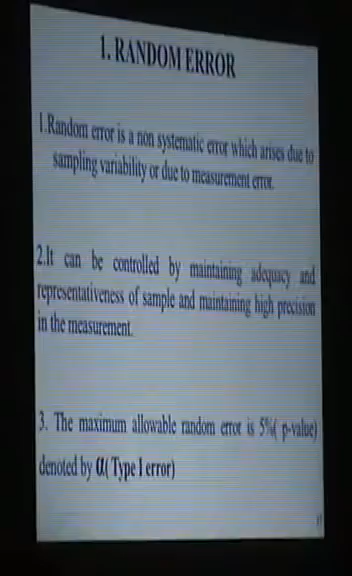 1. RANDOM ERROR
1.Random error is a non systematic error which arises due to
sampling variability or due to measurement error.
2.It can be controlled by maintaining adequacy and
representativeness of sample and maintaining high precision
in the measurement.
3. The maximum allowable random error is 5%( p-value)
denoted by α( Type I error)